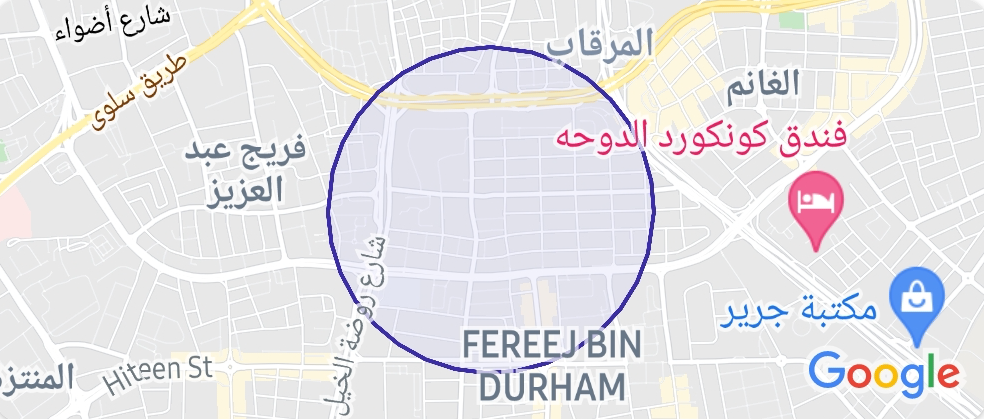 شارع أضواء
طريق سلوى
المرقاب
الغانم
فندق كونكورد الدوحه
فريج عبد
العزيز
شارع روضة الخيل
مكتبة جرير
FEREEJ BIN
DURHAM
Hiteen St
المنتزه
Google